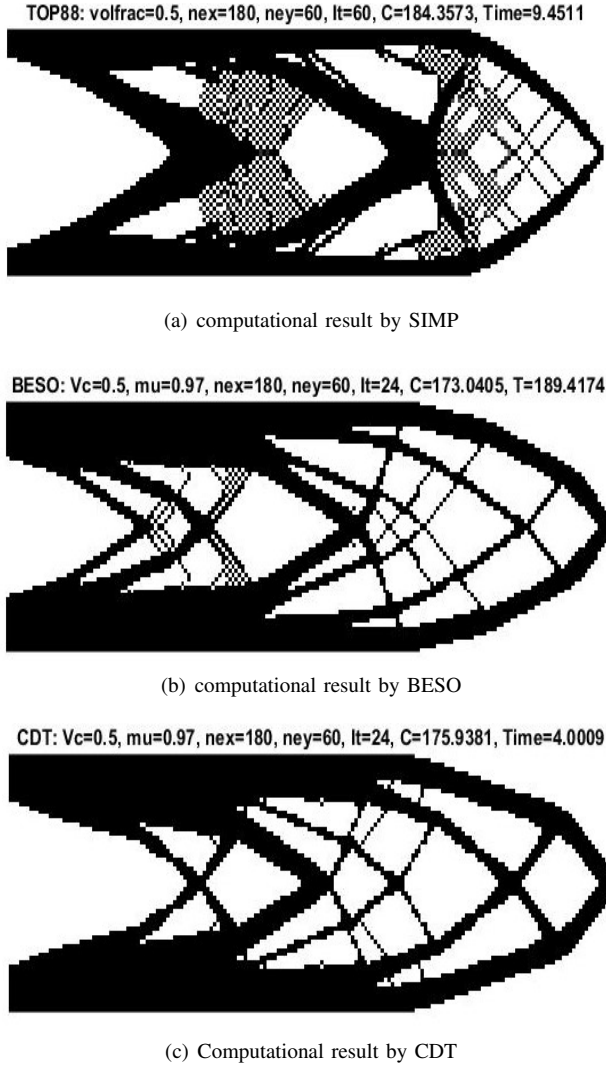 TOP88: volfrac=0.5, nex=180, ney=60, It=60, C=184.3573, Time=9.4511
(a) computational result by SIMP
BESO: Vc=0.5, mu=0.97, nex=180, ney=60, It=24, C=173.0405, T=189.4174
(b) computational result by BESO
CDT: Vc=0.5, mu=0.97, nex=180, ney=60, It=24, C=175.9381, Time=4.0009
(c) Computational result by CDT